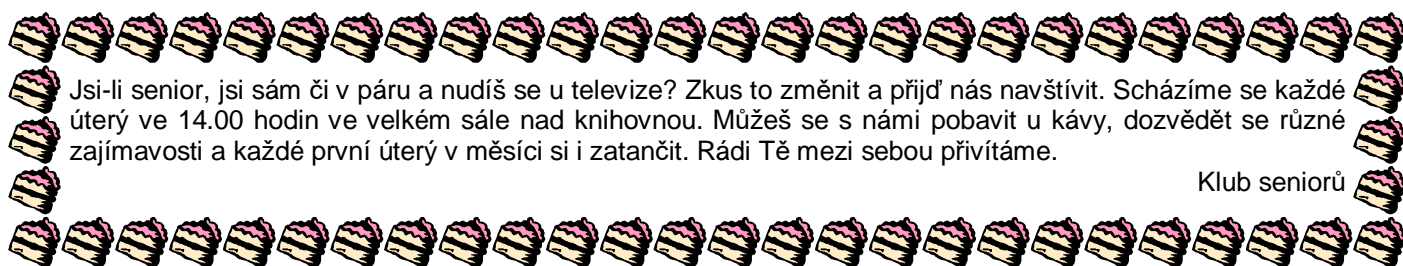 Jsi-li senior, jsi sám či v páru a nudíš se u televize? Zkus to změnit a přijď nás navštívit. Scházíme se každé
úterý ve 14.00 hodin ve velkém sále nad knihovnou. Můžeš se s námi pobavit u kávy, dozvědět se různé
zajímavosti a každé první úterý v měsíci si i zatančit. Rádi Tě mezi sebou přivítáme.
Klub seniorů